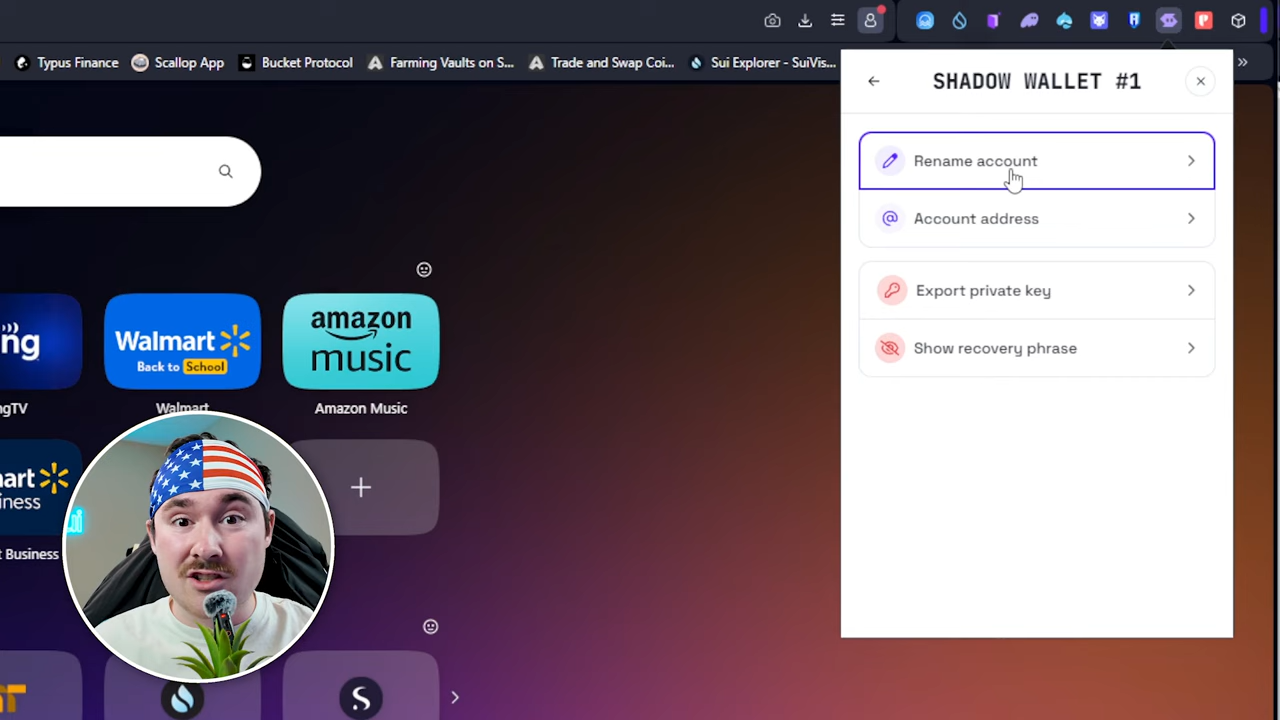 Typus Finance
Scallop App
Bucket Protocol
Farming Vaults on S...
Trade and Swap Coi...
Sui Explorer - SuiVis...
»
SHADOW WALLET #1
Rename account
Account address
Export private key
Show recovery phrase
ng
Walmart
Back to School
amazon
music
ngTV
Walmart
Amazon Music
art
iness
t Business